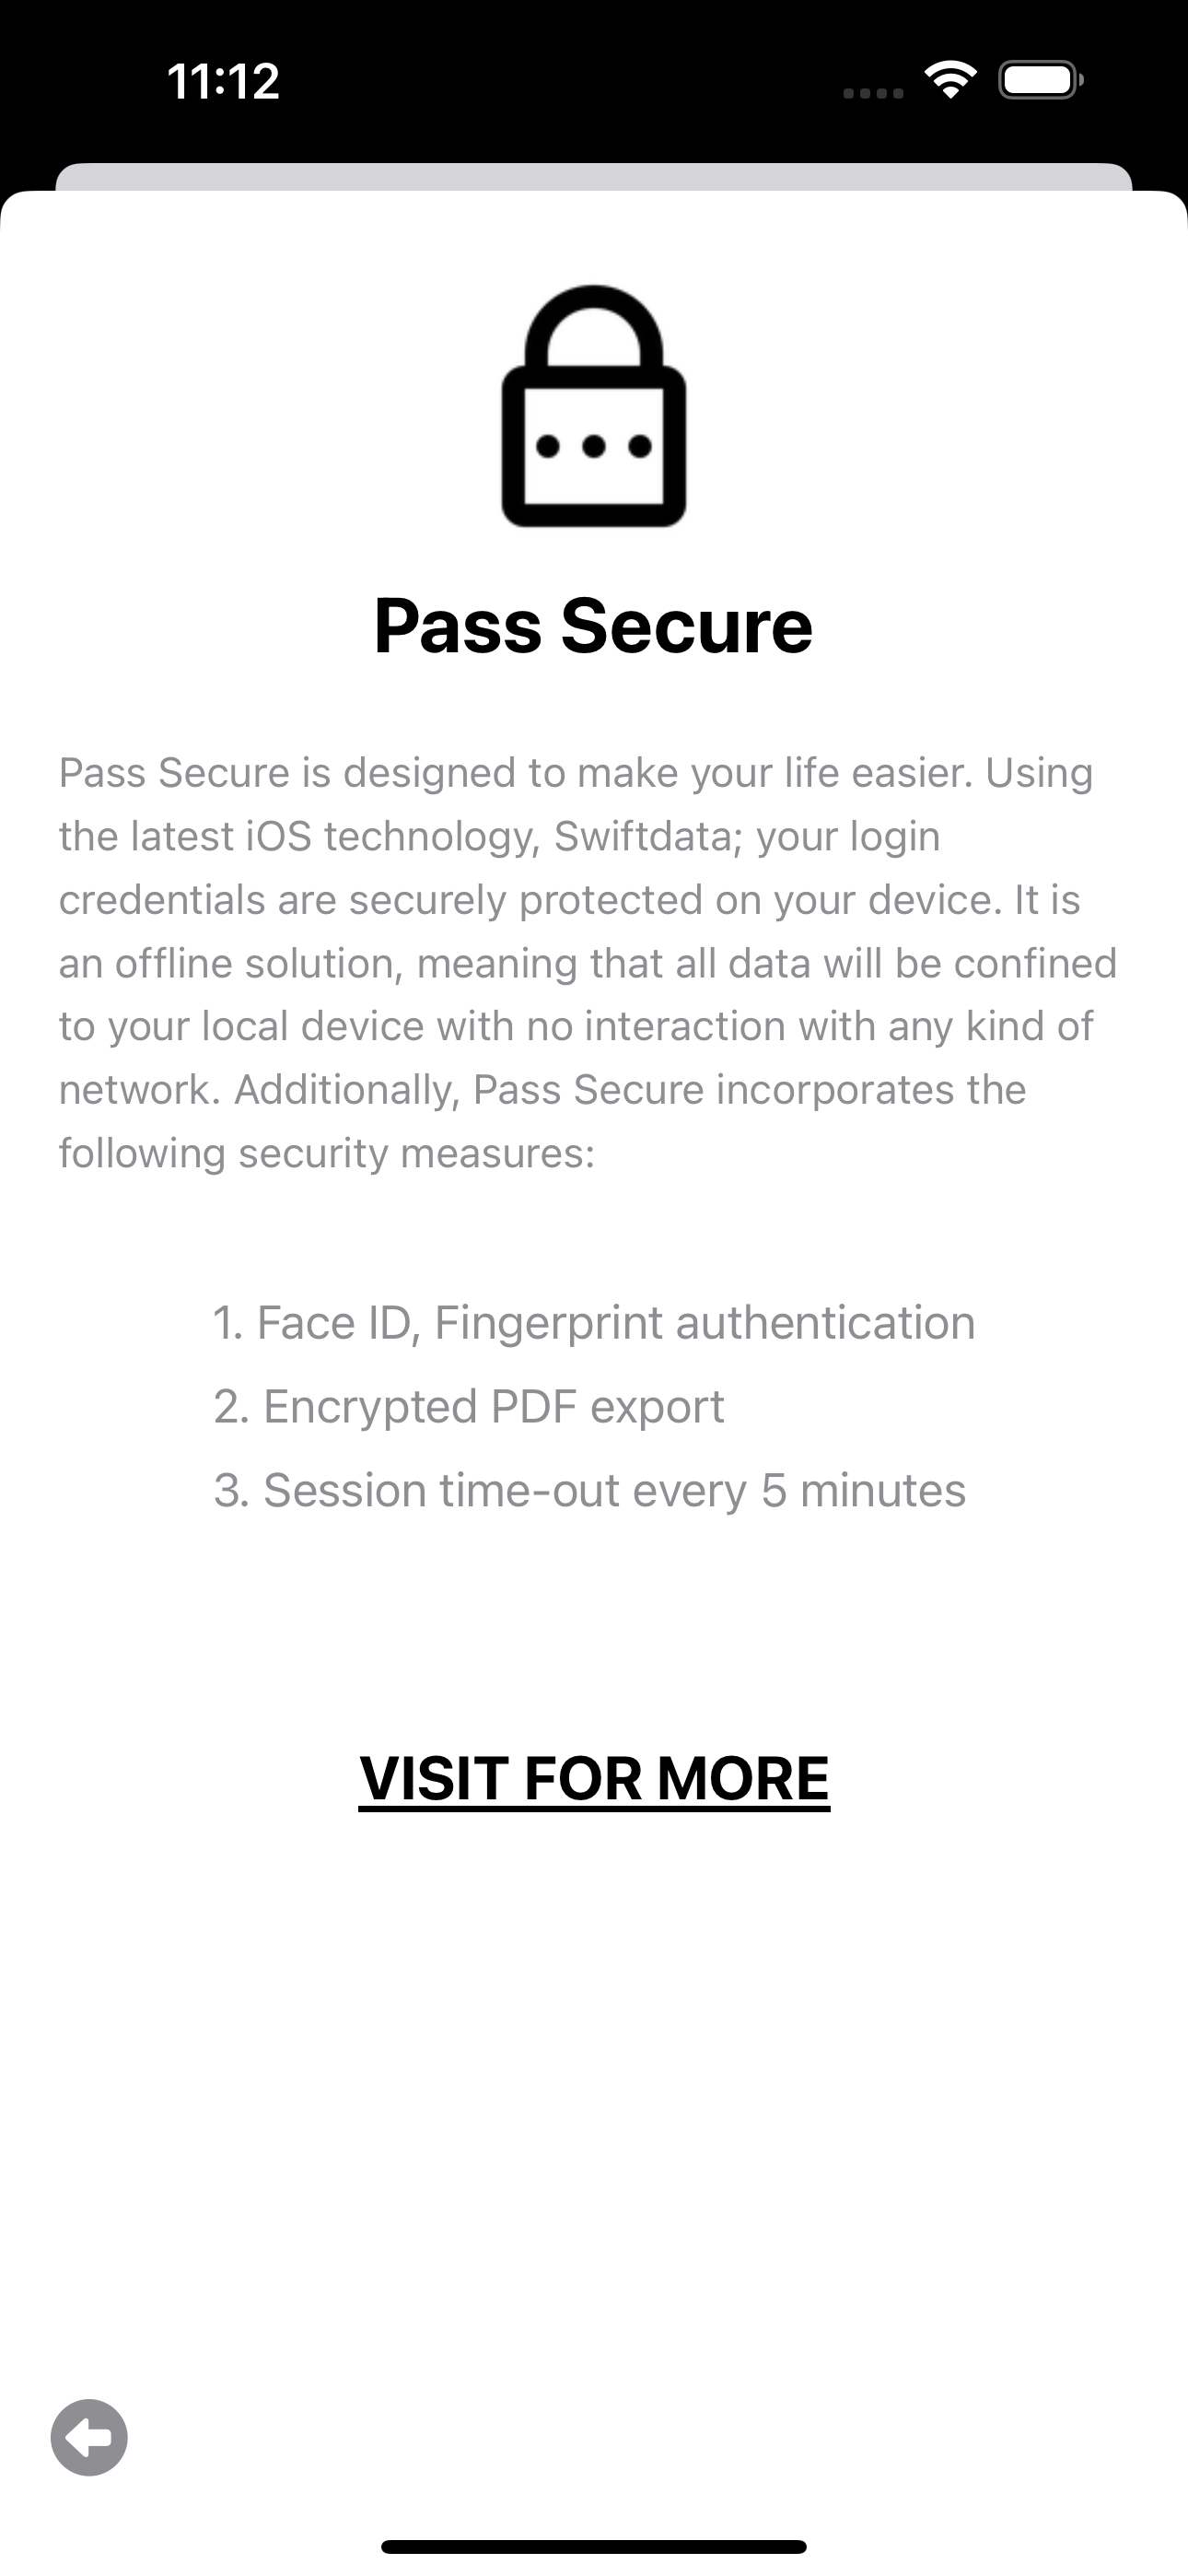 11:12
Pass Secure
Pass Secure is designed to make your life easier. Using
the latest iOS technology, Swiftdata; your login
credentials are securely protected on your device. It is
an offline solution, meaning that all data will be confined
to your local device with no interaction with any kind of
network. Additionally, Pass Secure incorporates the
following security measures:
1. Face ID, Fingerprint authentication
2. Encrypted PDF export
3. Session time-out every 5 minutes
VISIT FOR MORE